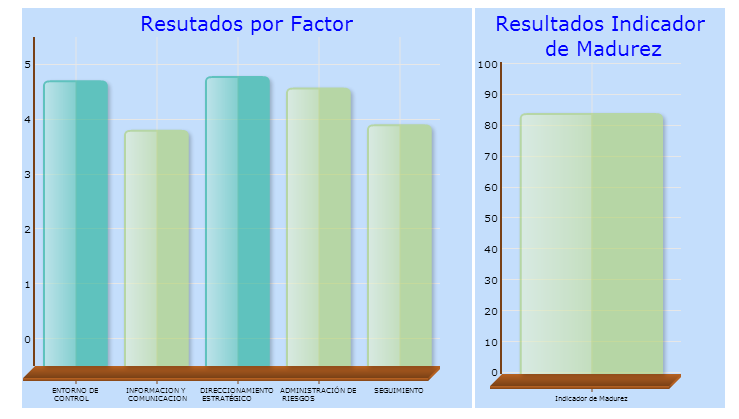 Resutados por Factor
5
4
3
2
1
0
ENTORNO DE
CONTROL
INFORMACION Y
COMUNICACION
DIRECCIONAMIENTO
ESTRATÉGICO
ADMINISTRACIÓN DE
RIESGOS
SEGUIMIENTO
Resultados Indicador
de Madurez
100
90
80
70
60
50
40
30
20
10
0
Indicador de Madurez